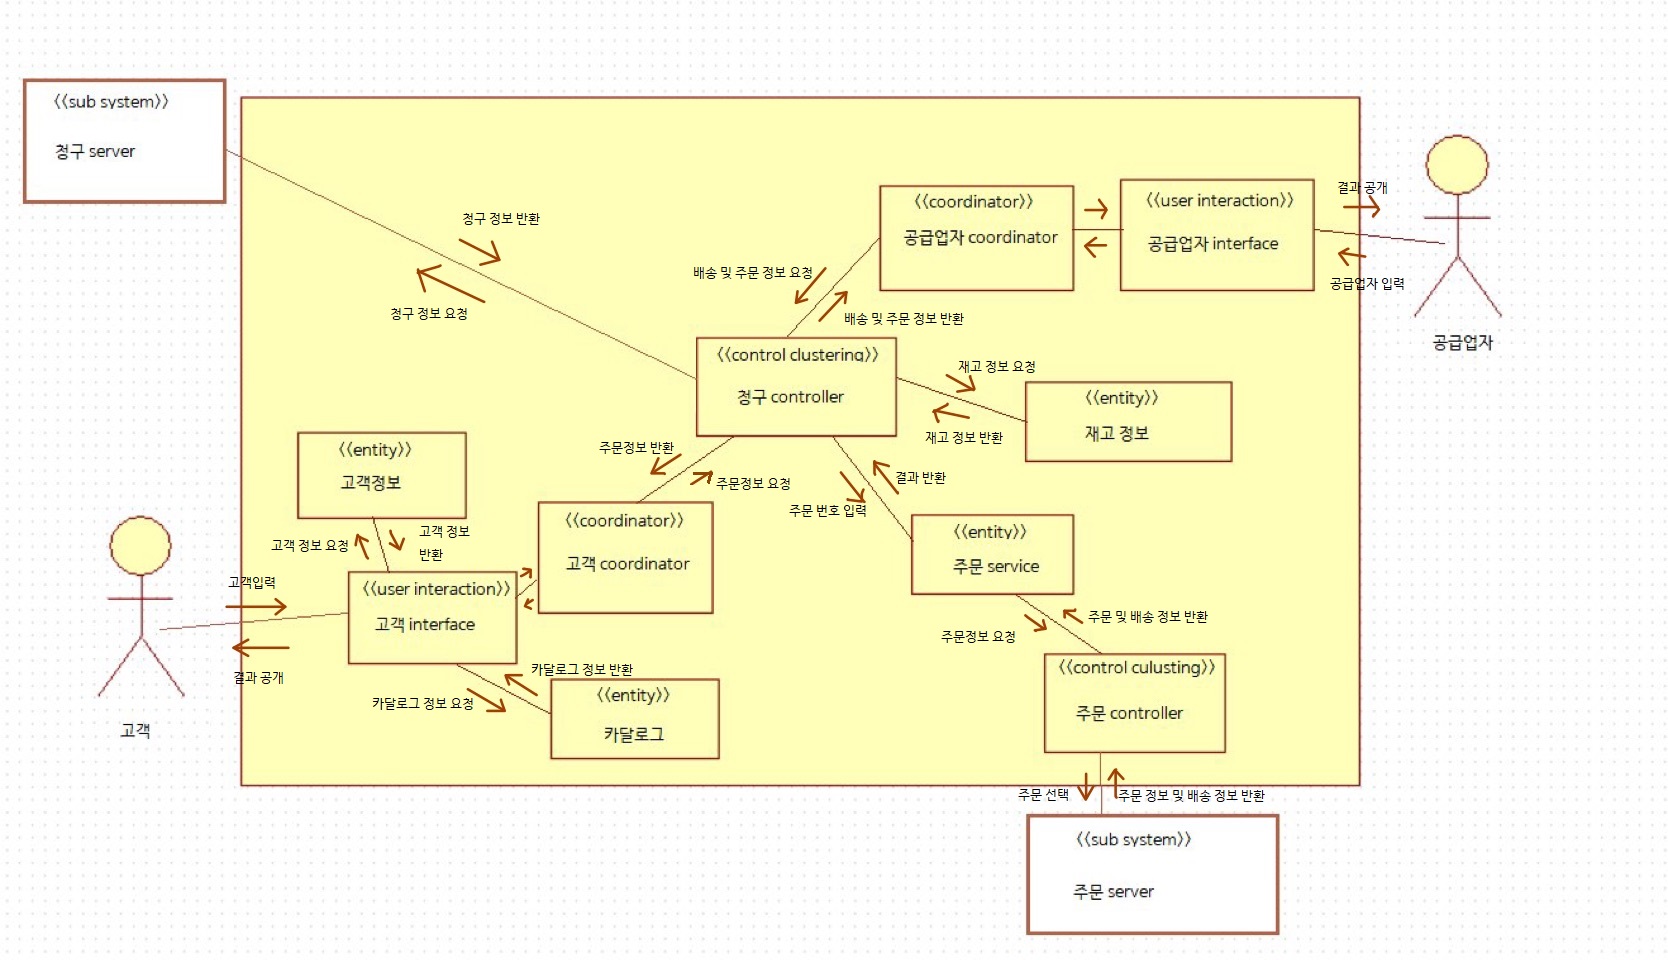 《sub system》
청구 server
청구 정보 반환
청구 정보 요청
《coordinator》
공급업자 coordinator
《user interaction》
공급업자 interface
결과 공개
공급업자 입력
공급업자
배송 및 주문 정보 요청
배송 및 주문 정보 반환
《control clustering》
청구 controller
재고 정보 요청
재고 정보 반환
《entity》
재고 정보
주문정보 반환
주문정보 요청
주문 번호 입력
결과 반환
《entity》
고객정보
고객 정보 요청
고객 정보
반환
《coordinator》
고객 coordinator
《entity》
주문 service
고객입력
결과 공개
고객
《user interaction》
고객 interface
카달로그 정보 반환
카달로그 정보 요청
《entity》
카달로그
주문정보 요청
주문 및 배송 정보 반환
《control culusting》
주문 controller
주문 선택
주문 정보 및 배송 정보 반환
《sub system》
주문 server